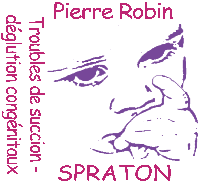 Pierre Robin
Troubles de succion -
déglution congénitaux
SPRATON